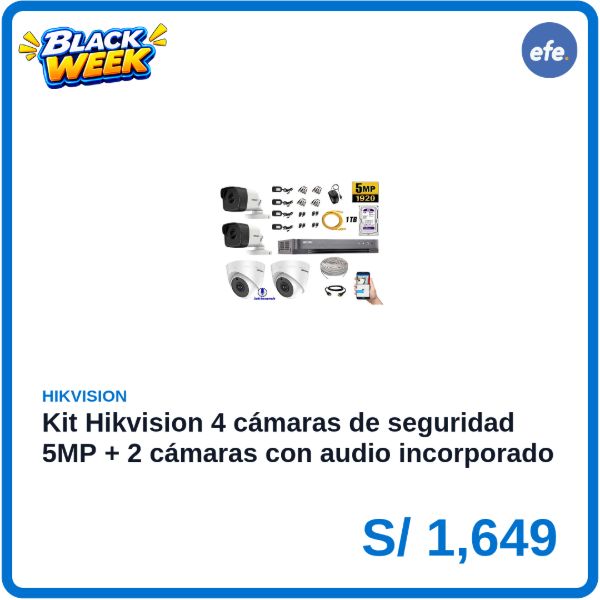 BLACK
WEEK
efe.
5MP
1920
1TB
HIKVISION
Kit Hikvision 4 cámaras de seguridad
5MP + 2 cámaras con audio incorporado
S/ 1,649